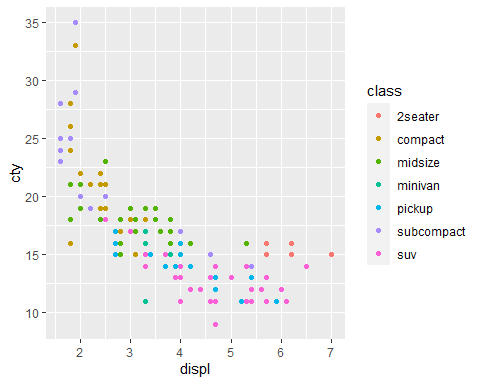 35
30
25
20
15
10
cty
2
3
4
5
6
7
displ
class
2seater
compact
midsize
minivan
pickup
subcompact
suv